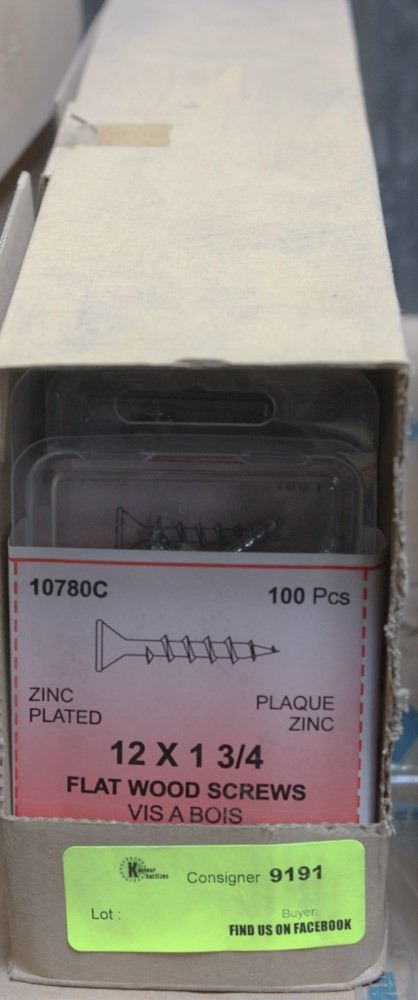 10780C
100 Pcs
ZINC
PLATED
PLAQUE
ZINC
12 X 1 3/4
FLAT WOOD SCREWS
VIS A BOIS
Consigner 9191
Lot :
Buyer:
FIND US ON FACEBOOK